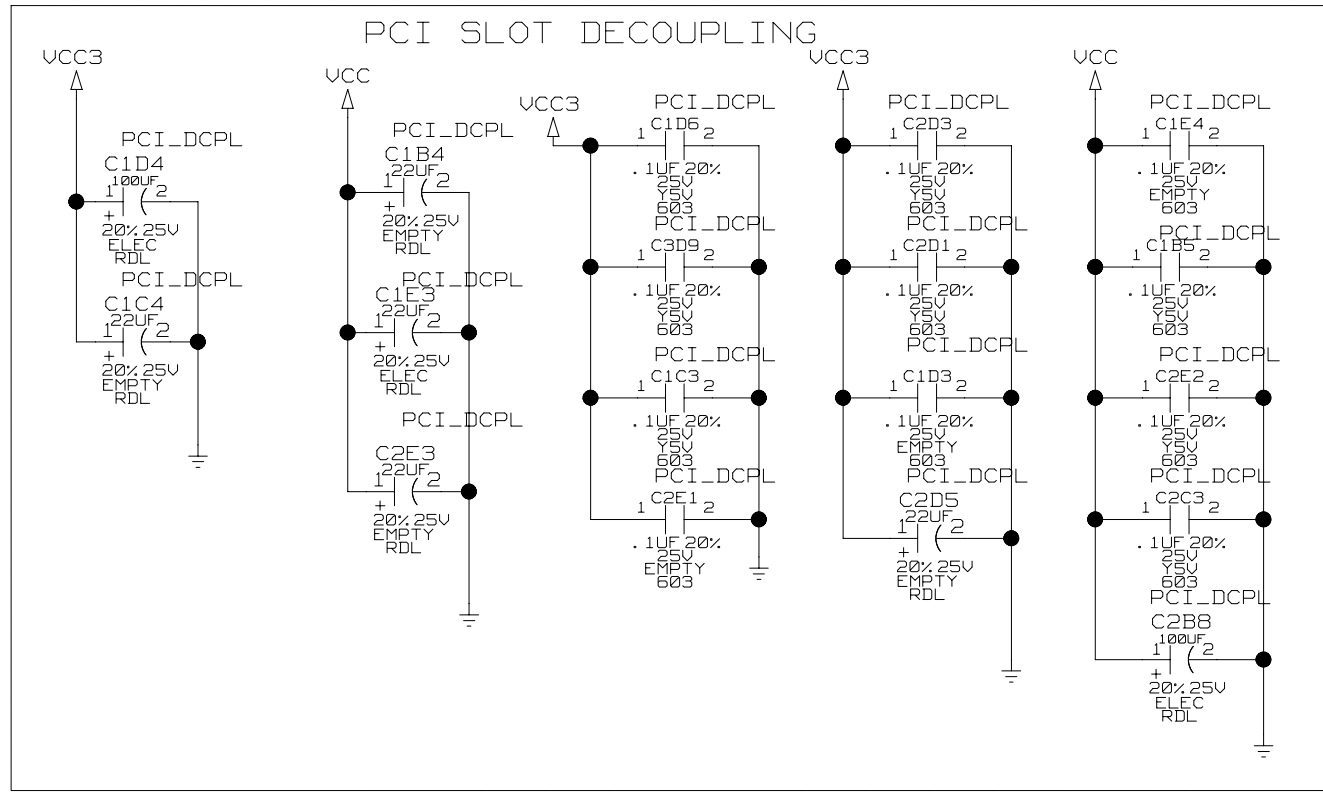 PCI SLOT DECOUPLING
VCC3
PCI_DCPL
C1D4
100UF
1 2
+
20% 25V
ELEC
RDL
PCI_DCPL
C1C4
22UF
1 2
+
20% 25V
EMPTY
RDL
VCC
PCI_DCPL
C1B4
22UF
1 2
+
20% 25V
EMPTY
RDL
PCI_DCPL
C1E3
22UF
1 2
+
20% 25V
ELEC
RDL
PCI_DCPL
C2E3
22UF
1 2
+
20% 25V
EMPTY
RDL
VCC3
PCI_DCPL
C1D6
1 2
.1UF 20%
25V
Y5V
603
PCI_DCPL
C3D9
1 2
.1UF 20%
25V
Y5V
603
PCI_DCPL
C1C3
1 2
.1UF 20%
25V
Y5V
603
PCI_DCPL
C2E1
1 2
.1UF 20%
25V
EMPTY
603
VCC3
PCI_DCPL
C2D3
1 2
.1UF 20%
25V
Y5V
603
PCI_DCPL
C2D1
1 2
.1UF 20%
25V
Y5V
603
PCI_DCPL
C1D3
1 2
.1UF 20%
25V
EMPTY
603
PCI_DCPL
C2D5
22UF
1 2
+
20% 25V
EMPTY
RDL
VCC
PCI_DCPL
C1E4
1 2
.1UF 20%
25V
EMPTY
603
PCI_DCPL
C1B5
1 2
.1UF 20%
25V
Y5V
603
PCI_DCPL
C2E2
1 2
.1UF 20%
25V
Y5V
603
PCI_DCPL
C2C3
1 2
.1UF 20%
25V
Y5V
603
PCI_DCPL
C2B8
100UF
1 2
+
20% 25V
ELEC
RDL